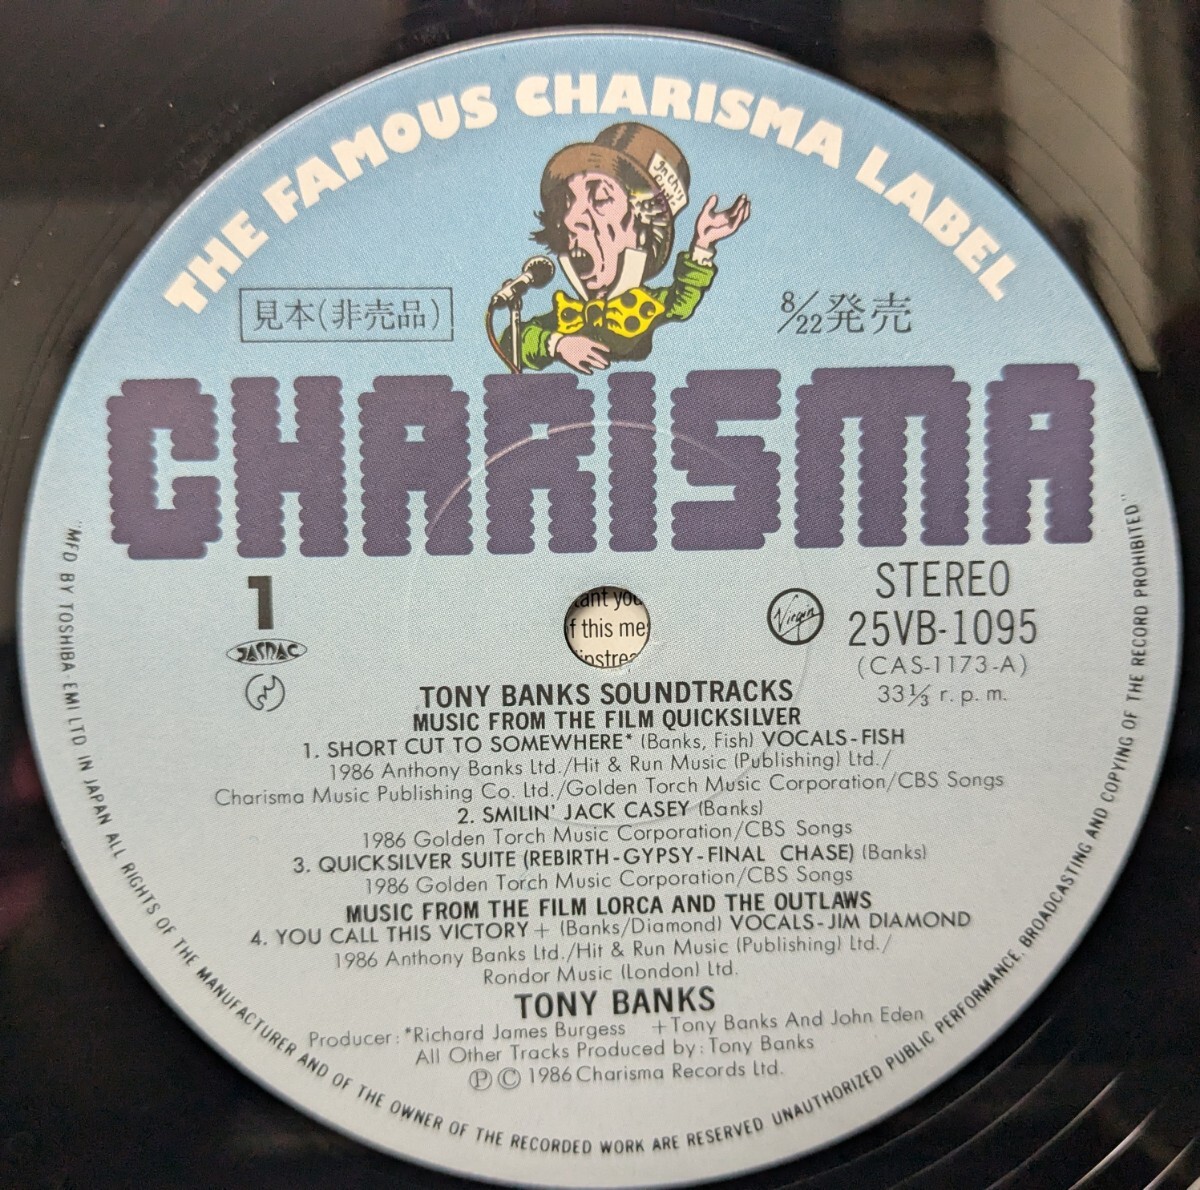 THE FAMOUS CHARISMA LABEL
In this
Style
見本(非売品)
8/22発売
CHARISMA
1
JASRAC
Virgin
STEREO
25VB-1095
(CAS-1173-A)
33⅓ r.p.m.
tant you
f this me
instrea
TONY BANKS SOUNDTRACKS
MUSIC FROM THE FILM QUICKSILVER
1. SHORT CUT TO SOMEWHERE* (Banks, Fish) VOCALS-FISH
1986 Anthony Banks Ltd./Hit & Run Music (Publishing) Ltd./
Charisma Music Publishing Co. Ltd./Golden Torch Music Corporation/CBS Songs
2. SMILIN' JACK CASEY (Banks)
1986 Golden Torch Music Corporation/CBS Songs
3. QUICKSILVER SUITE (REBIRTH-GYPSY-FINAL CHASE) (Banks)
1986 Golden Torch Music Corporation/CBS Songs
MUSIC FROM THE FILM LORCA AND THE OUTLAWS
4. YOU CALL THIS VICTORY + (Banks/Diamond) VOCALS-JIM DIAMOND
1986 Anthony Banks Ltd./Hit & Run Music (Publishing) Ltd./
Rondor Music (London) Ltd.
TONY BANKS
Producer: *Richard James Burgess +Tony Banks And John Eden
All Other Tracks Produced by: Tony Banks
℗ © 1986 Charisma Records Ltd.
"MFD BY TOSHIBA-EMI LTD IN JAPAN ALL RIGHTS OF THE MANUFACTURER AND OF THE OWNER OF THE RECORDED WORK ARE RESERVED UNAUTHORIZED PUBLIC PERFORMANCE. BROADCASTING AND COPYING OF THE RECORD PROHIBITED"